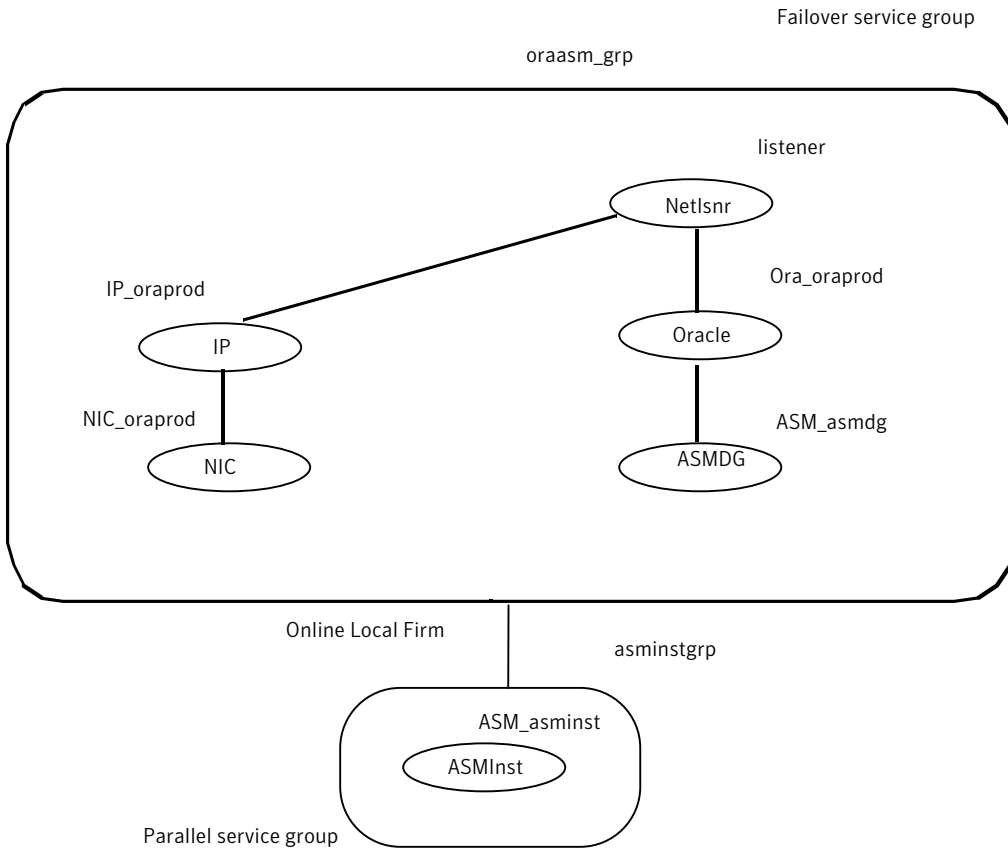 Failover service group
oraasm_grp
listener
Netlsnr
Ora_oraprod
IP_oraprod
Oracle
IP
NIC_oraprod
ASM_asmdg
ASMDG
NIC
Online Local Firm
asminstgrp
ASM_asminst
ASMInst
Parallel service group